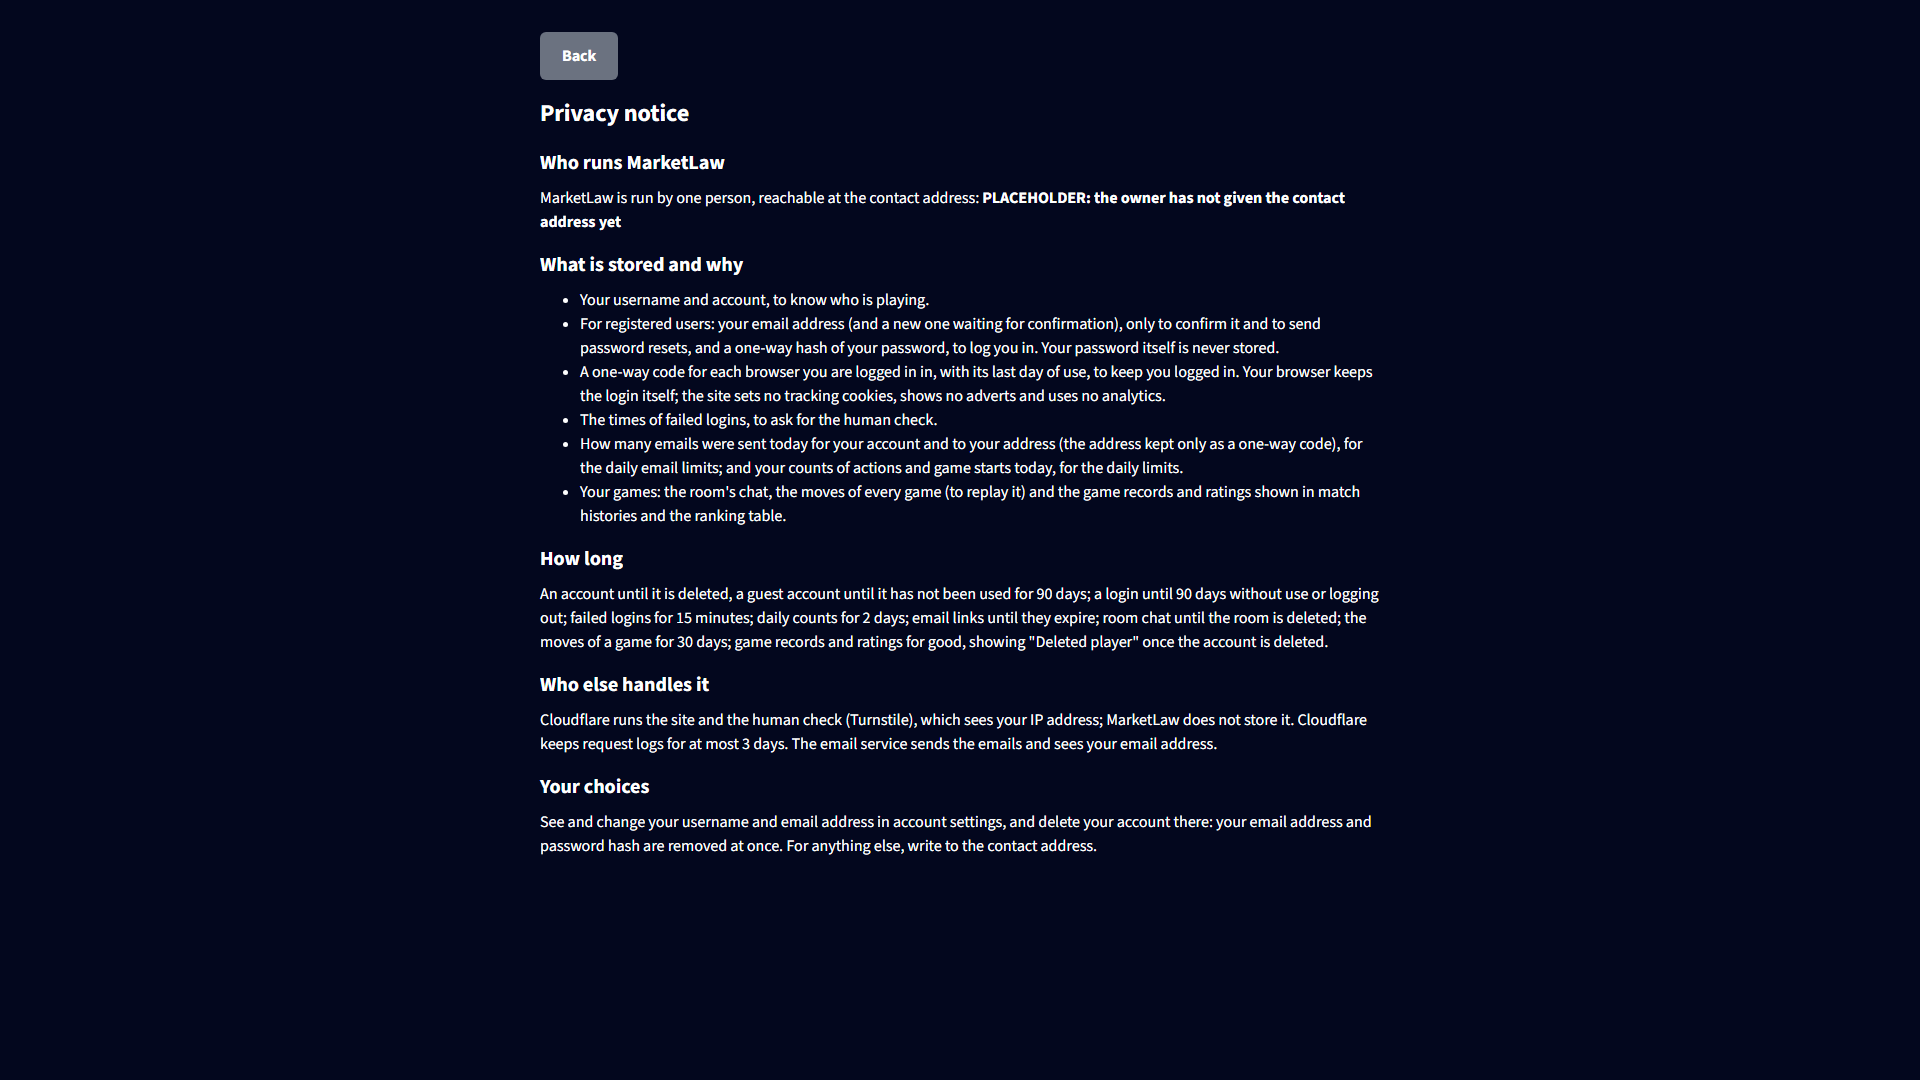 Back
Privacy notice
Who runs MarketLaw
MarketLaw is run by one person, reachable at the contact address: PLACEHOLDER: the owner has not given the contact
address yet
What is stored and why
• Your username and account, to know who is playing.
• For registered users: your email address (and a new one waiting for confirmation), only to confirm it and to send
password resets, and a one-way hash of your password, to log you in. Your password itself is never stored.
• A one-way code for each browser you are logged in in, with its last day of use, to keep you logged in. Your browser keeps
the login itself; the site sets no tracking cookies, shows no adverts and uses no analytics.
• The times of failed logins, to ask for the human check.
• How many emails were sent today for your account and to your address (the address kept only as a one-way code), for
the daily email limits; and your counts of actions and game starts today, for the daily limits.
• Your games: the room's chat, the moves of every game (to replay it) and the game records and ratings shown in match
histories and the ranking table.
How long
An account until it is deleted, a guest account until it has not been used for 90 days; a login until 90 days without use or logging
out; failed logins for 15 minutes; daily counts for 2 days; email links until they expire; room chat until the room is deleted; the
moves of a game for 30 days; game records and ratings for good, showing "Deleted player" once the account is deleted.
Who else handles it
Cloudflare runs the site and the human check (Turnstile), which sees your IP address; MarketLaw does not store it. Cloudflare
keeps request logs for at most 3 days. The email service sends the emails and sees your email address.
Your choices
See and change your username and email address in account settings, and delete your account there: your email address and
password hash are removed at once. For anything else, write to the contact address.